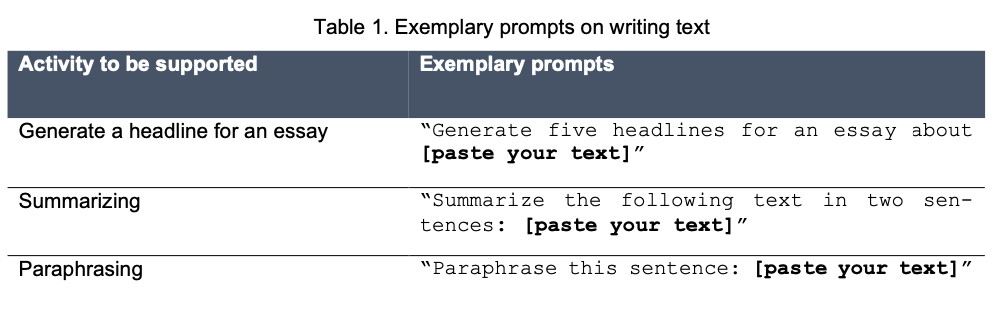 Table 1. Exemplary prompts on writing text
Activity to be supported Exemplary prompts
Generate a headline for an essay “Generate five headlines for an essay about
[paste your text]”
Summarizing “Summarize the following text in two sen-
tences: [paste your text]”
Paraphrasing “Paraphrase this sentence: [paste your text]”